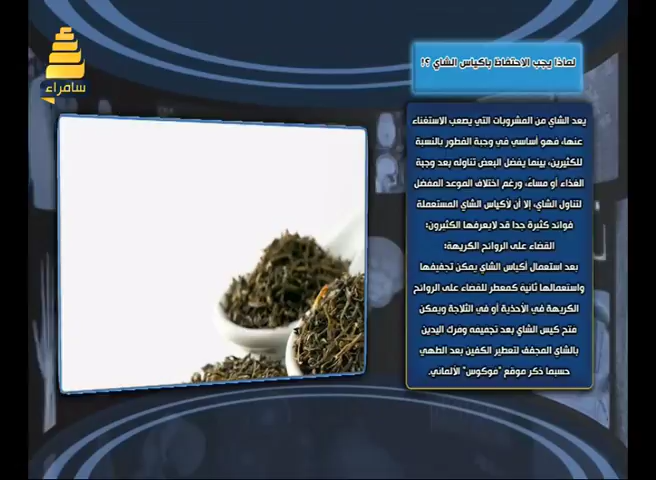 سامراء
لماذا يجب الاحتفاظ باكياس الشاي ؟!
يعد الشاي من المشروبات التي يصعب الاستغناء
عنها، فهو أساسي في وجبة الفطور بالنسبة
للكثيرين، بينما يفضل البعض تناوله بعد وجبة
الغذاء أو مساءً، ورغم اختلاف الموعد المفضل
لتناول الشاي، إلا أن لأكياس الشاي المستعملة
فوائد كثيرة جدا قد لايعرفها الكثيرون:
القضاء على الروائح الكريهة:
بعد استعمال أكياس الشاي يمكن تجفيفها
واستعمالها ثانية كمعطر للقضاء على الروائح
الكريهة في الأحذية أو في الثلاجة ويمكن
فتح كيس الشاي بعد تجميعه وفرك اليدين
بالشاي المجفف لتعطير الكفين بعد الطهي
حسبما ذكر موقع "موكوس" الألماني.